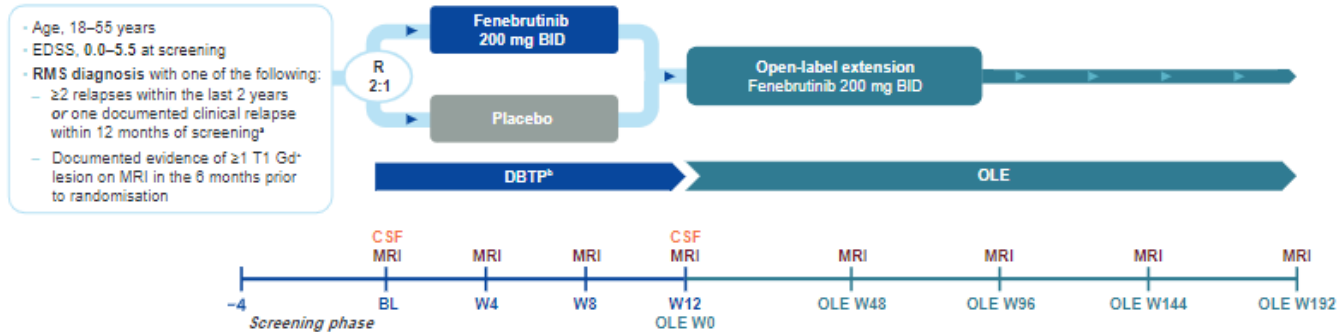 - Age, 18–55 years
- EDSS, 0.0–5.5 at screening
- RMS diagnosis with one of the following:
– ≥2 relapses within the last 2 years
or one documented clinical relapse
within 12 months of screeningᵃ
– Documented evidence of ≥1 T1 Gd⁺
lesion on MRI in the 6 months prior
to randomisation
R
2:1
Fenebrutinib
200 mg BID
Placebo
Open-label extension
Fenebrutinib 200 mg BID
DBTPᵇ
OLE
CSF
CSF
MRI MRI MRI MRI MRI MRI MRI MRI
–4 BL W4 W8 W12 OLE W48 OLE W96 OLE W144 OLE W192
Screening phase OLE W0